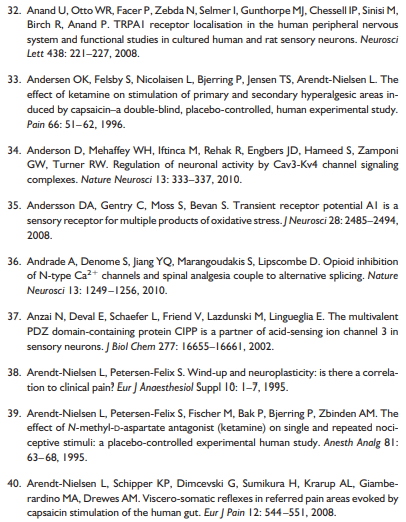 32. Anand U, Otto WR, Facer P, Zebda N, Selmer I, Gunthorpe MJ, Chessell IP, Sinisi M,
Birch R, Anand P. TRPA1 receptor localisation in the human peripheral nervous
system and functional studies in cultured human and rat sensory neurons. Neurosci
Lett 438: 221–227, 2008.
33. Andersen OK, Felsby S, Nicolaisen L, Bjerring P, Jensen TS, Arendt-Nielsen L. The
effect of ketamine on stimulation of primary and secondary hyperalgesic areas in-
duced by capsaicin–a double-blind, placebo-controlled, human experimental study.
Pain 66: 51–62, 1996.
34. Anderson D, Mehaffey WH, Iftinca M, Rehak R, Engbers JD, Hameed S, Zamponi
GW, Turner RW. Regulation of neuronal activity by Cav3-Kv4 channel signaling
complexes. Nature Neurosci 13: 333–337, 2010.
35. Andersson DA, Gentry C, Moss S, Bevan S. Transient receptor potential A1 is a
sensory receptor for multiple products of oxidative stress. J Neurosci 28: 2485–2494,
2008.
36. Andrade A, Denome S, Jiang YQ, Marangoudakis S, Lipscombe D. Opioid inhibition
of N-type Ca²⁺ channels and spinal analgesia couple to alternative splicing. Nature
Neurosci 13: 1249–1256, 2010.
37. Anzai N, Deval E, Schaefer L, Friend V, Lazdunski M, Lingueglia E. The multivalent
PDZ domain-containing protein CIPP is a partner of acid-sensing ion channel 3 in
sensory neurons. J Biol Chem 277: 16655–16661, 2002.
38. Arendt-Nielsen L, Petersen-Felix S. Wind-up and neuroplasticity: is there a correla-
tion to clinical pain? Eur J Anaesthesiol Suppl 10: 1–7, 1995.
39. Arendt-Nielsen L, Petersen-Felix S, Fischer M, Bak P, Bjerring P, Zbinden AM. The
effect of N-methyl-D-aspartate antagonist (ketamine) on single and repeated noci-
ceptive stimuli: a placebo-controlled experimental human study. Anesth Analg 81:
63–68, 1995.
40. Arendt-Nielsen L, Schipper KP, Dimcevski G, Sumikura H, Krarup AL, Giambe-
rardino MA, Drewes AM. Viscero-somatic reflexes in referred pain areas evoked by
capsaicin stimulation of the human gut. Eur J Pain 12: 544–551, 2008.